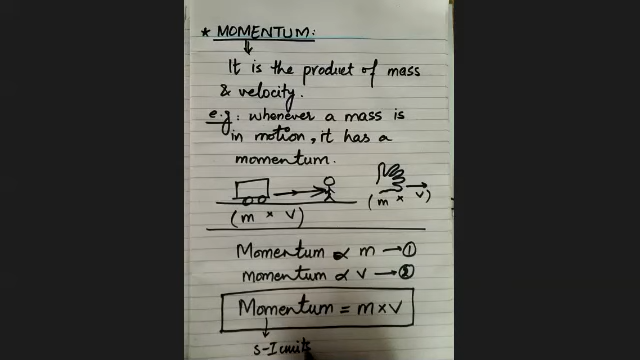 * MOMENTUM:
It is the product of mass
& velocity.
e.g: whenever a mass is
in motion, it has a
momentum.
(m × v) (m × v)
Momentum ∝ m → ①
momentum ∝ v → ②
Momentum = m×v
S-I units